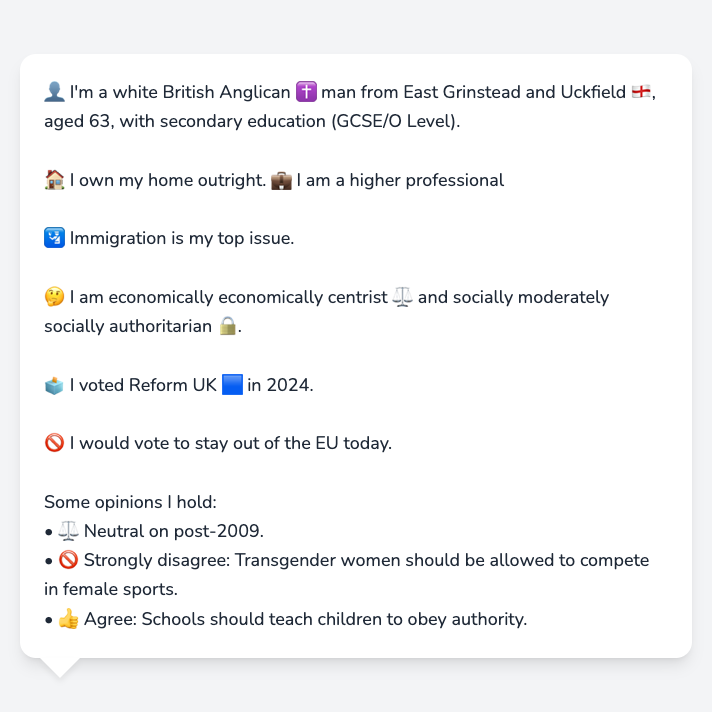 👤 I'm a white British Anglican ✝️ man from East Grinstead and Uckfield 🏴󠁧󠁢󠁥󠁮󠁧󠁿,
aged 63, with secondary education (GCSE/O Level).
🏠 I own my home outright. 💼 I am a higher professional
🛂 Immigration is my top issue.
🤔 I am economically economically centrist ⚖️ and socially moderately
socially authoritarian 🔒.
🗳️ I voted Reform UK 🟦 in 2024.
🚫 I would vote to stay out of the EU today.
Some opinions I hold:
• ⚖️ Neutral on post-2009.
• 🚫 Strongly disagree: Transgender women should be allowed to compete
in female sports.
• 👍 Agree: Schools should teach children to obey authority.